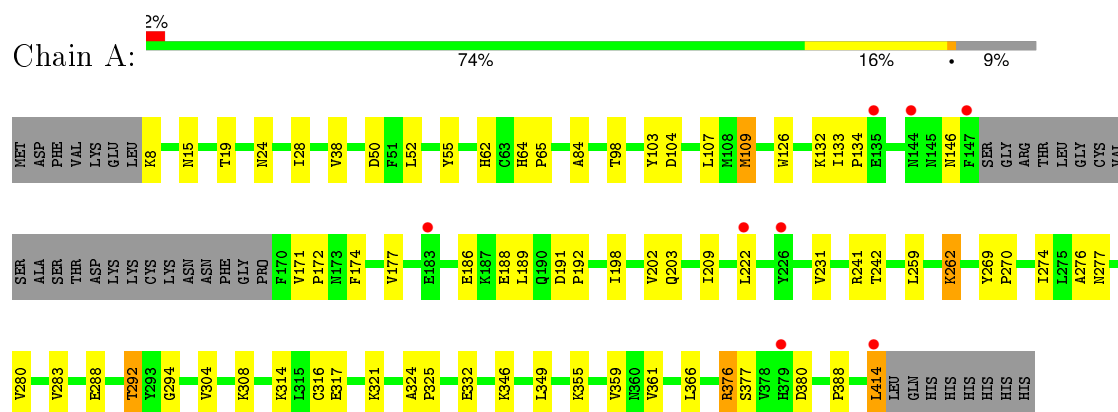 2%
Chain A:
74% 16% • 9%
MET ASP PHE VAL LYS GLU LEU K8 N15 T19 N24 I28 V38 D50 F51 L52 Y55 H62 C63 H64 P65 A84 T98 Y103 D104 L107 M108 M109 W126 K132 I133 P134 E135 N144 N145 N146 F147 SER GLY ARG THR LEU GLY CYS VAL
SER ALA SER THR ASP LYS LYS CYS LYS ASN ASN PHE GLY PRO F170 V171 P172 N173 F174 V177 E183 E186 K187 E188 L189 Q190 D191 P192 I198 V202 Q203 I209 L222 Y226 V231 R241 T242 L259 K262 Y269 P270 I274 L275 A276 N277
V280 V283 E288 T292 Y293 G294 V304 K308 K314 L315 C316 E317 K321 A324 P325 E332 K346 L349 K355 V359 N360 V361 L366 R376 S377 V378 H379 D380 P388 L414 LEU GLN HIS HIS HIS HIS HIS HIS